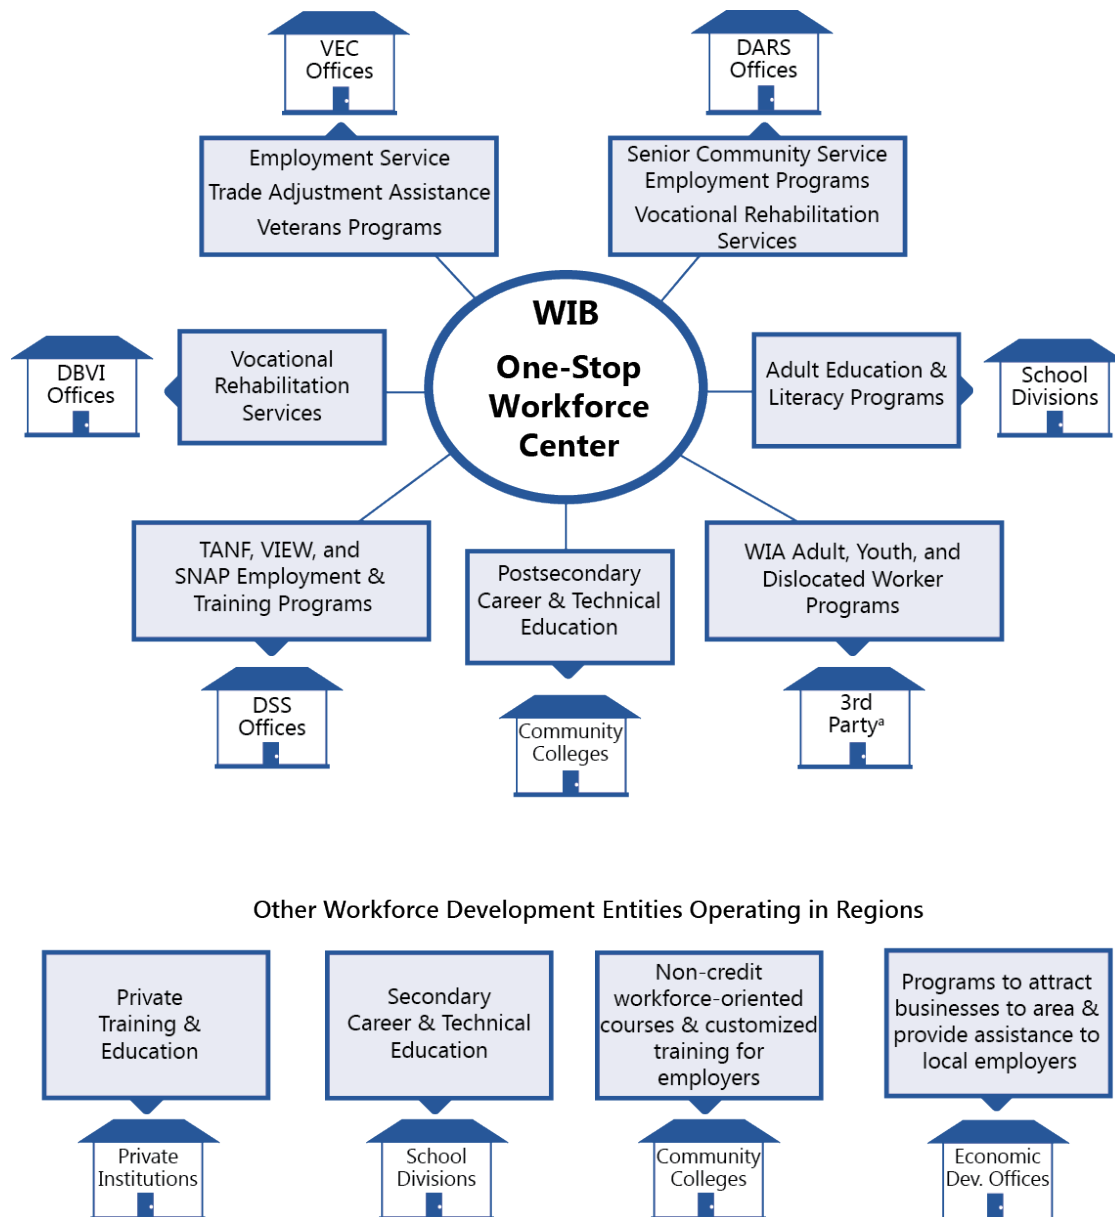 VEC
Offices
DARS
Offices
Employment Service
Trade Adjustment Assistance
Veterans Programs
Senior Community Service
Employment Programs
Vocational Rehabilitation
Services
WIB
One-Stop
Workforce
Center
DBVI
Offices
Vocational
Rehabilitation
Services
Adult Education &
Literacy Programs
School
Divisions
TANF, VIEW, and
SNAP Employment &
Training Programs
Postsecondary
Career & Technical
Education
WIA Adult, Youth, and
Dislocated Worker
Programs
DSS
Offices
Community
Colleges
3rd
Partyᵃ
Other Workforce Development Entities Operating in Regions
Private
Training &
Education
Secondary
Career & Technical
Education
Non-credit
workforce-oriented
courses & customized
training for
employers
Programs to attract
businesses to area &
provide assistance to
local employers
Private
Institutions
School
Divisions
Community
Colleges
Economic
Dev. Offices